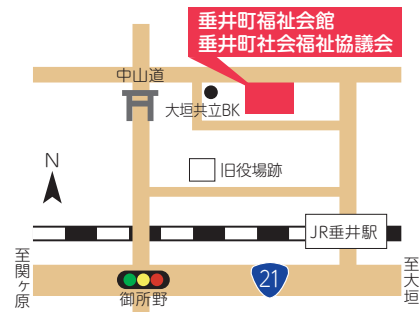 垂井町福祉会館
垂井町社会福祉協議会
中山道
大垣共立BK
N
旧役場跡
JR垂井駅
至関ヶ原
至大垣
21
御所野